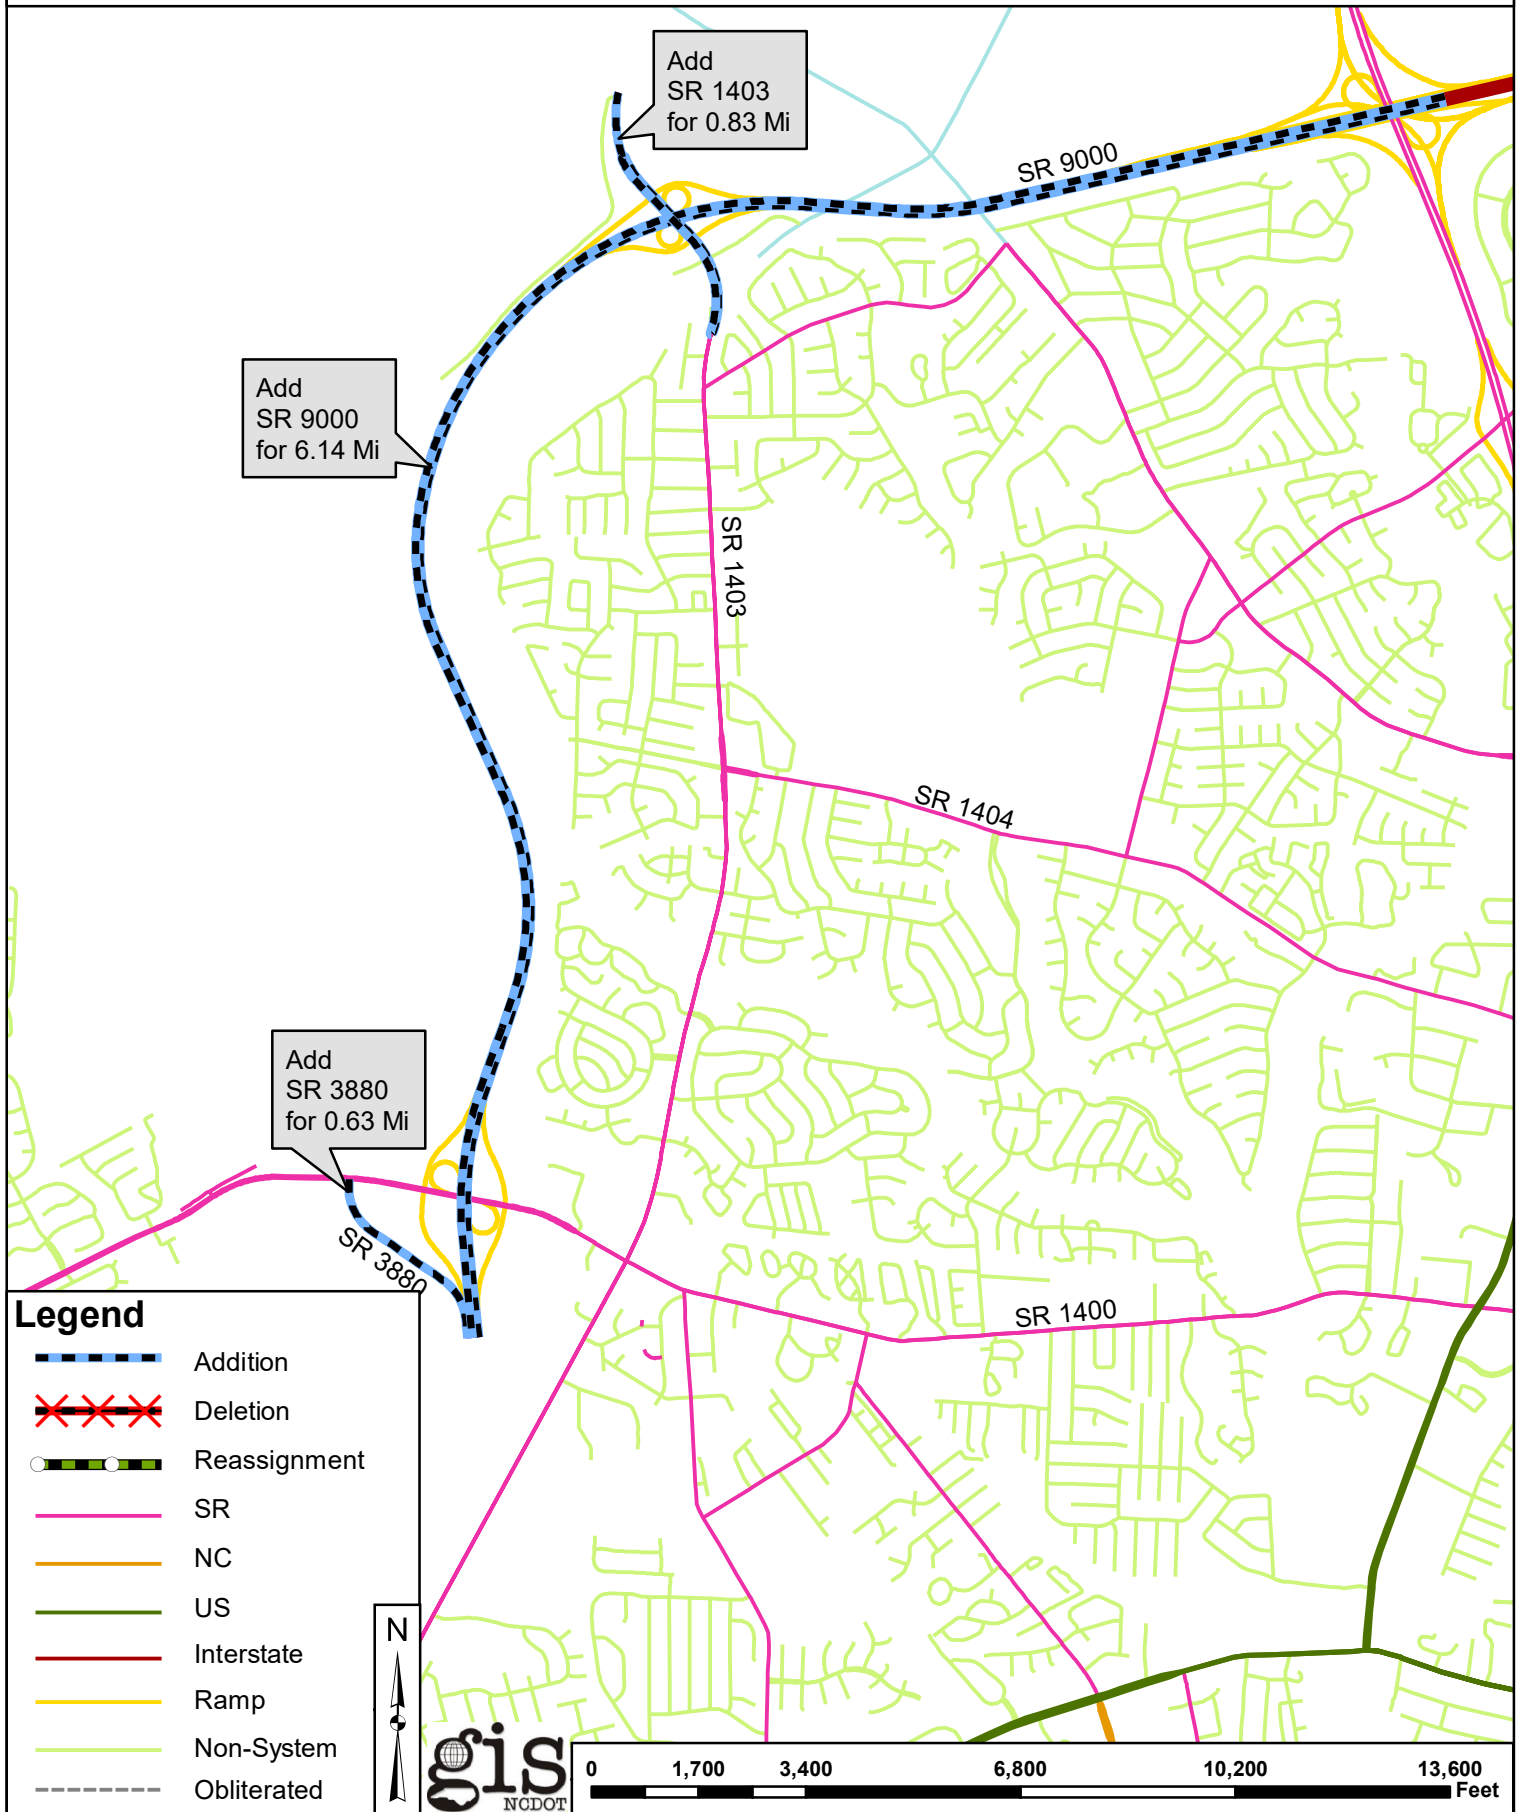 Add
SR 1403
for 0.83 Mi
SR 9000
Add
SR 9000
for 6.14 Mi
SR 1403
SR 1404
Add
SR 3880
for 0.63 Mi
SR 3880
SR 1400
Legend
Addition
Deletion
Reassignment
SR
NC
US
Interstate
Ramp
Non-System
Obliterated
N
gis
NCDOT
0 1,700 3,400 6,800 10,200 13,600
Feet